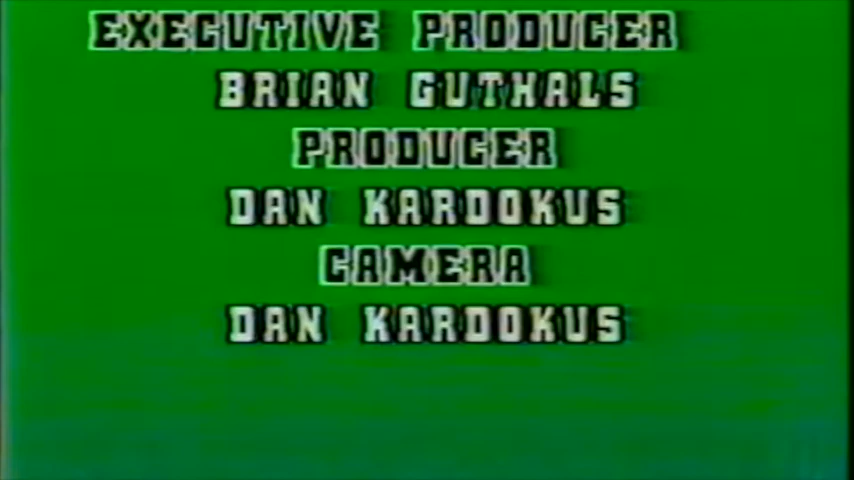 EXECUTIVE PRODUCER
BRIAN GUTHALS
PRODUCER
DAN KARDOKUS
CAMERA
DAN KARDOKUS